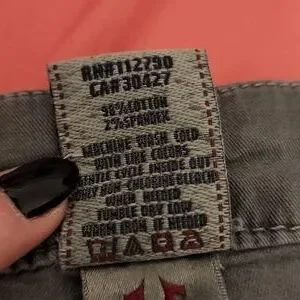 RN#112790
CA#30427
98%COTTON
2%SPANDEX
MACHINE WASH COLD
WITH LIKE COLORS
GENTLE CYCLE INSIDE OUT
ONLY NON-CHLORINE BLEACH
WHEN NEEDED
TUMBLE DRY LOW
WARM IRON IF NEEDED